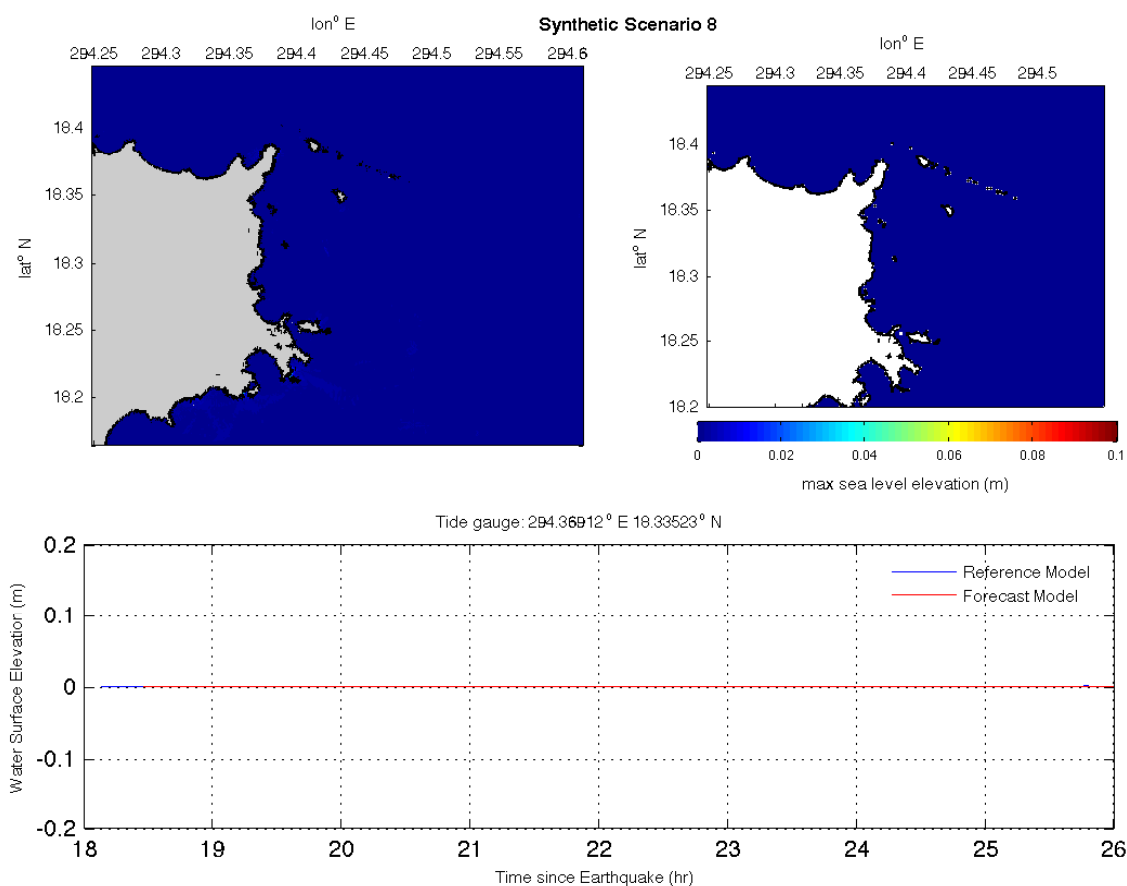 Synthetic Scenario 8
lon° E
294.25 294.3 294.35 294.4 294.45 294.5 294.55 294.6
lat° N
18.4
18.35
18.3
18.25
18.2
lon° E
294.25 294.3 294.35 294.4 294.45 294.5
lat° N
18.4
18.35
18.3
18.25
18.2
0 0.02 0.04 0.06 0.08 0.1
max sea level elevation (m)
Tide gauge: 294.36912° E 18.33523° N
Water Surface Elevation (m)
0.2
0.1
0
-0.1
-0.2
Reference Model
Forecast Model
18 19 20 21 22 23 24 25 26
Time since Earthquake (hr)